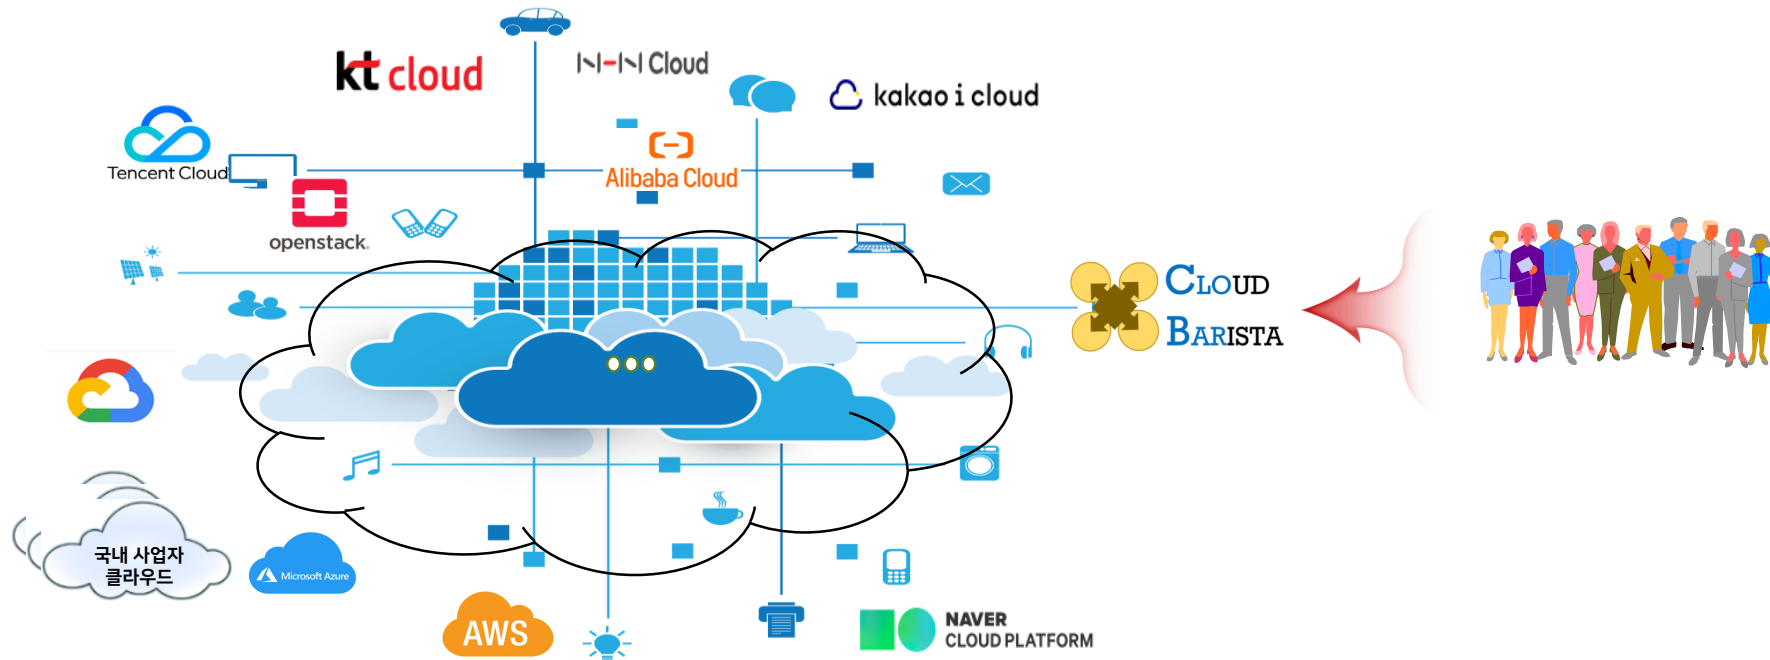 kt cloud
N-N Cloud
kakao i cloud
Tencent Cloud
Alibaba Cloud
openstack.
CLOUD
BARISTA
국내 사업자
클라우드
Microsoft Azure
AWS
NAVER
CLOUD PLATFORM